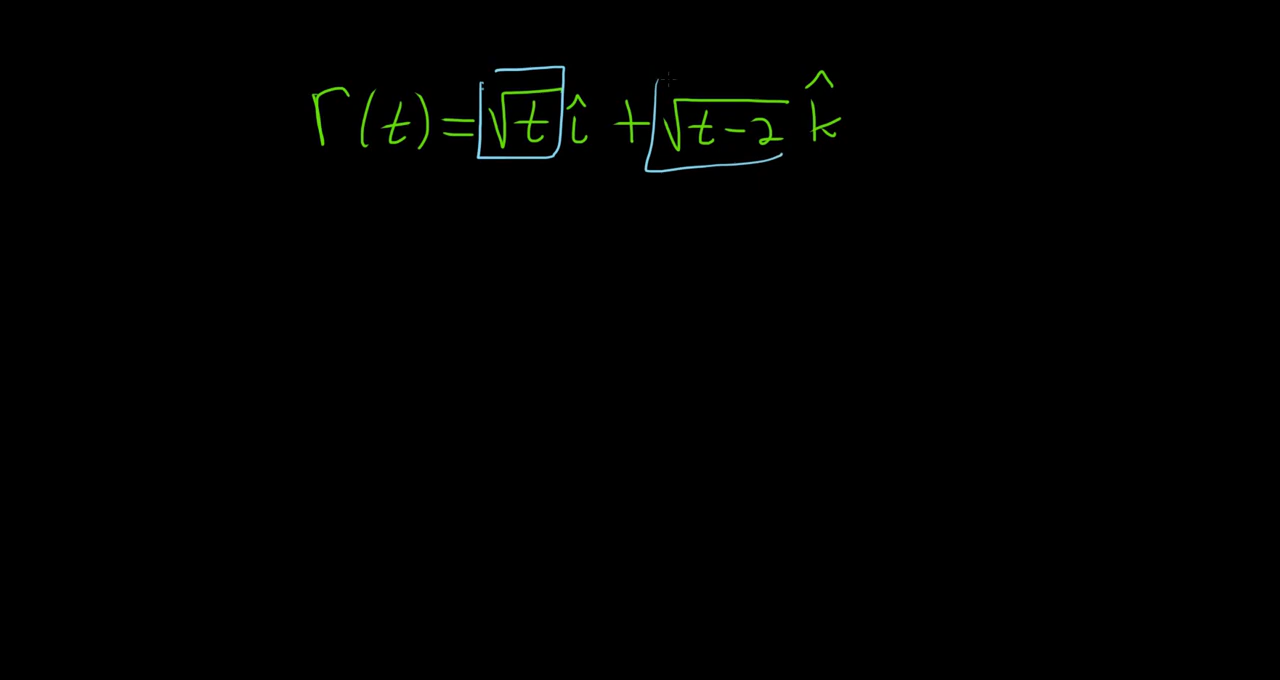 r(t) = √t î + √t-2 k̂